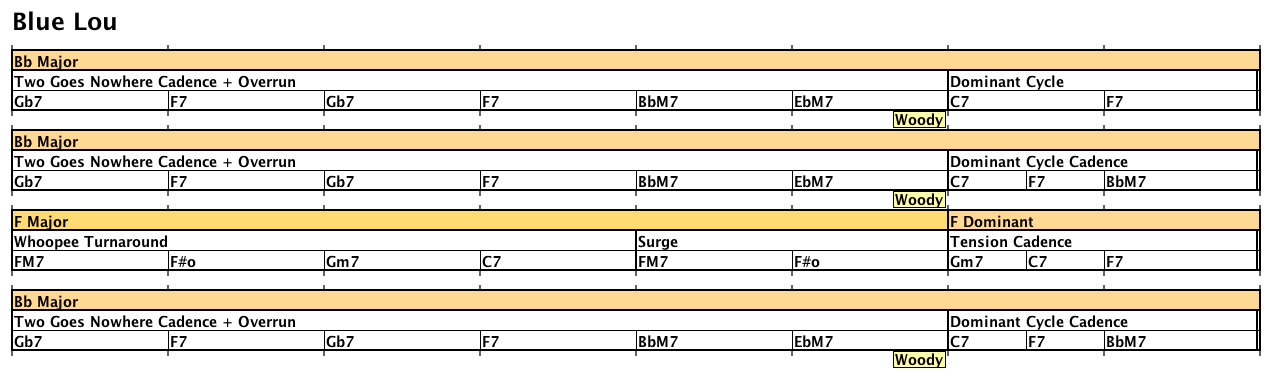 Blue Lou
Bb Major
Two Goes Nowhere Cadence + Overrun Dominant Cycle
Gb7 F7 Gb7 F7 BbM7 EbM7 C7 F7
Woody
Bb Major
Two Goes Nowhere Cadence + Overrun Dominant Cycle Cadence
Gb7 F7 Gb7 F7 BbM7 EbM7 C7 F7 BbM7
Woody
F Major F Dominant
Whoopee Turnaround Surge Tension Cadence
FM7 F#o Gm7 C7 FM7 F#o Gm7 C7 F7
Bb Major
Two Goes Nowhere Cadence + Overrun Dominant Cycle Cadence
Gb7 F7 Gb7 F7 BbM7 EbM7 C7 F7 BbM7
Woody